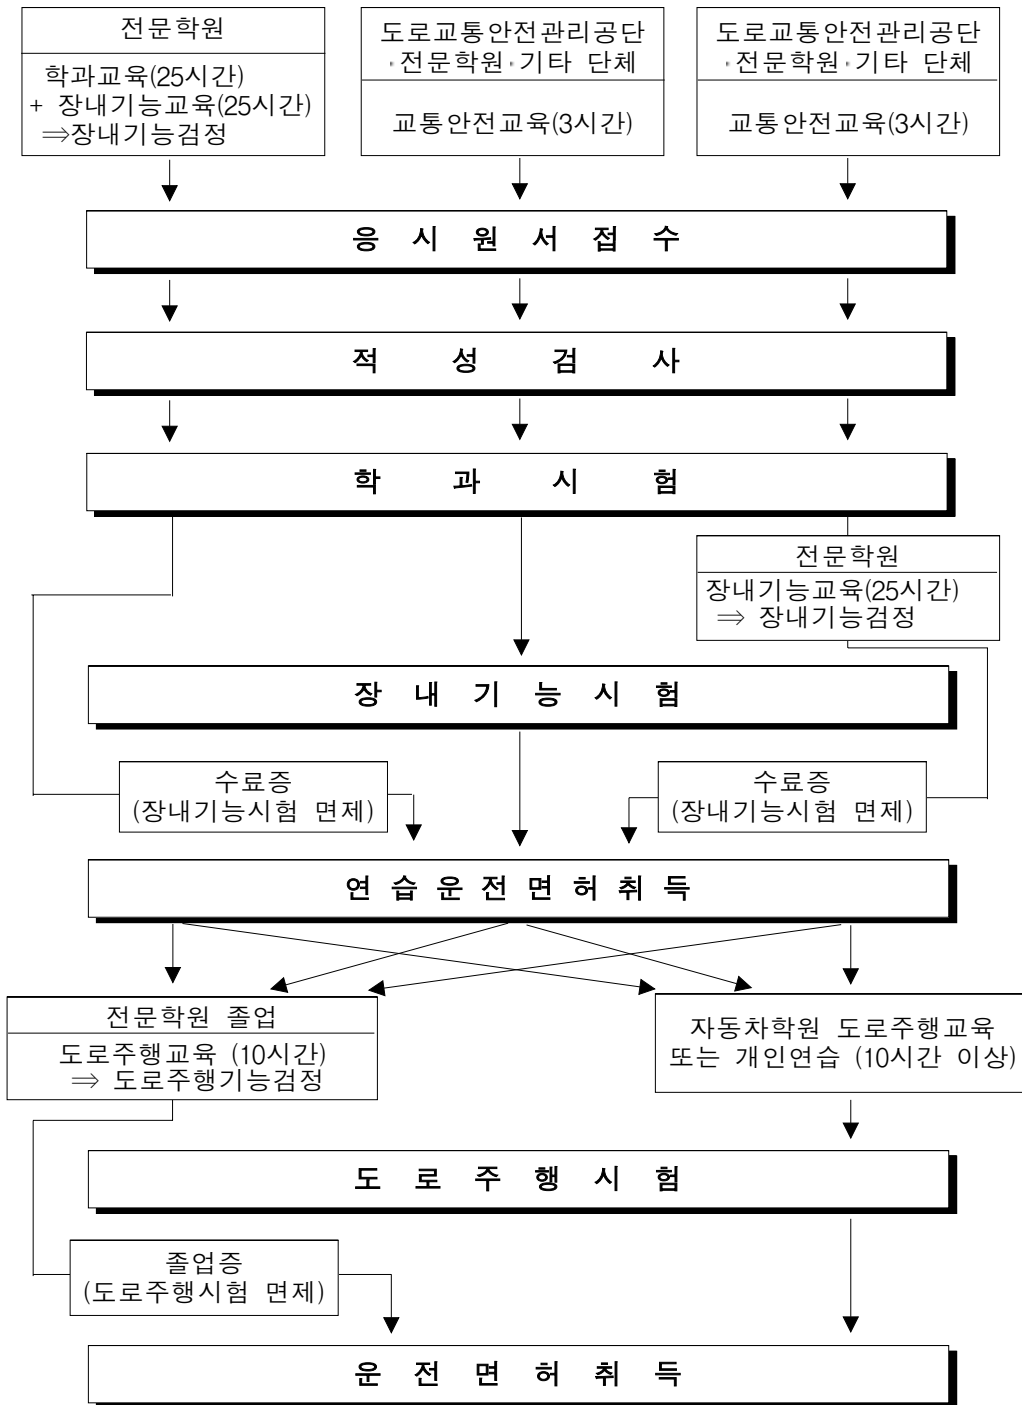 전문학원
학과교육(25시간)
+ 장내기능교육(25시간)
⇒장내기능검정
도로교통안전관리공단
·전문학원·기타 단체
교통안전교육(3시간)
도로교통안전관리공단
·전문학원·기타 단체
교통안전교육(3시간)
응 시 원 서 접 수
적 성 검 사
학 과 시 험
전문학원
장내기능교육(25시간)
⇒ 장내기능검정
장 내 기 능 시 험
수료증
(장내기능시험 면제)
수료증
(장내기능시험 면제)
연 습 운 전 면 허 취 득
전문학원 졸업
도로주행교육 (10시간)
⇒ 도로주행기능검정
자동차학원 도로주행교육
또는 개인연습 (10시간 이상)
도 로 주 행 시 험
졸업증
(도로주행시험 면제)
운 전 면 허 취 득